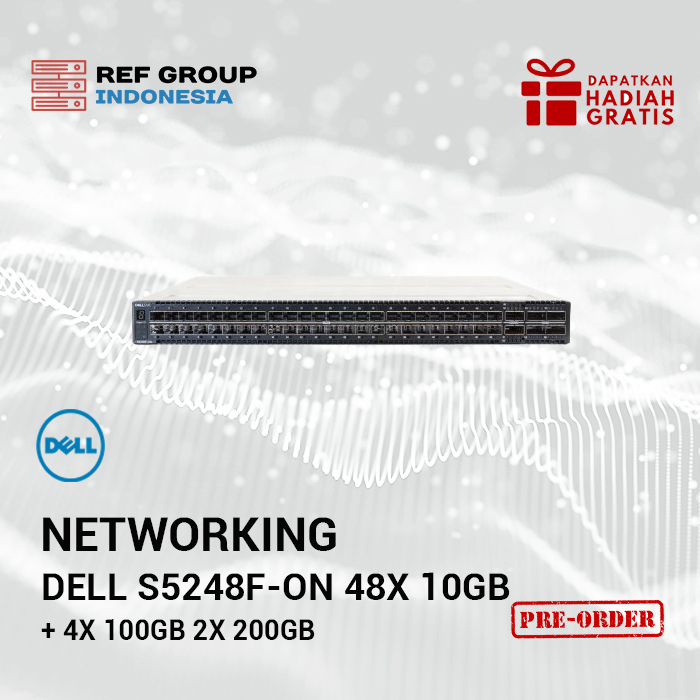 REF GROUP
INDONESIA
DAPATKAN
HADIAH
GRATIS
DELL
NETWORKING
DELL S5248F-ON 48X 10GB
+ 4X 100GB 2X 200GB
PRE-ORDER